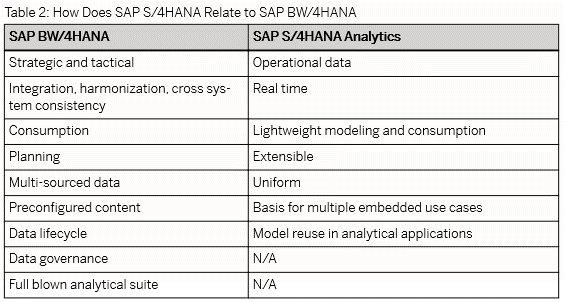 Table 2: How Does SAP S/4HANA Relate to SAP BW/4HANA
SAP BW/4HANA SAP S/4HANA Analytics
Strategic and tactical Operational data
Integration, harmonization, cross sys- Real time
tem consistency
Consumption Lightweight modeling and consumption
Planning Extensible
Multi-sourced data Uniform
Preconfigured content Basis for multiple embedded use cases
Data lifecycle Model reuse in analytical applications
Data governance N/A
Full blown analytical suite N/A